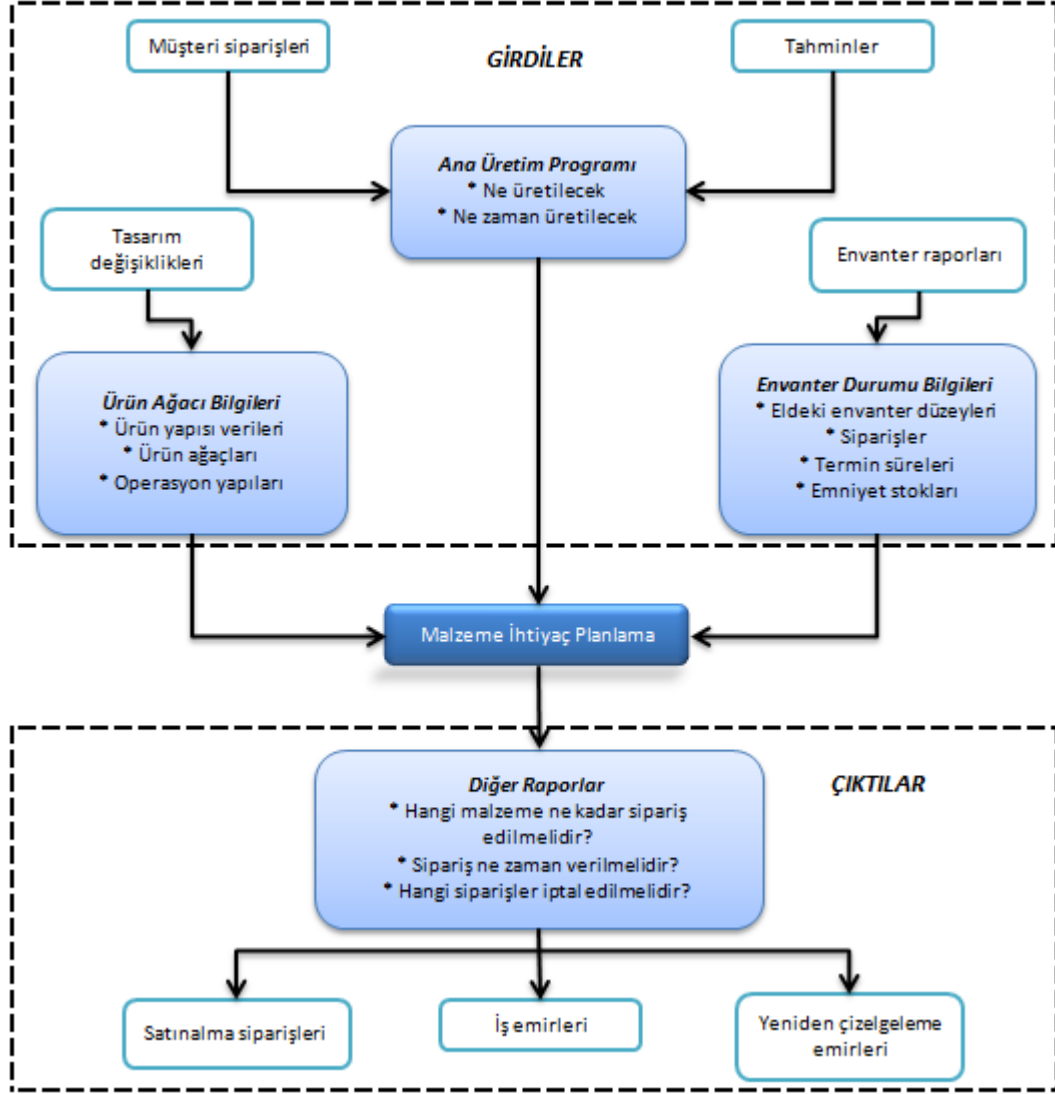 Müşteri siparişleri
GİRDİLER
Tahminler
Ana Üretim Programı
* Ne üretilecek
* Ne zaman üretilecek
Tasarım
değişiklikleri
Envanter raporları
Ürün Ağacı Bilgileri
* Ürün yapısı verileri
* Ürün ağaçları
* Operasyon yapıları
Envanter Durumu Bilgileri
* Eldeki envanter düzeyleri
* Siparişler
* Termin süreleri
* Emniyet stokları
Malzeme İhtiyaç Planlama
Diğer Raporlar
* Hangi malzeme ne kadar sipariş
edilmelidir?
* Sipariş ne zaman verilmelidir?
* Hangi siparişler iptal edilmelidir?
ÇIKTILAR
Satınalma siparişleri
İş emirleri
Yeniden çizelgeleme
emirleri